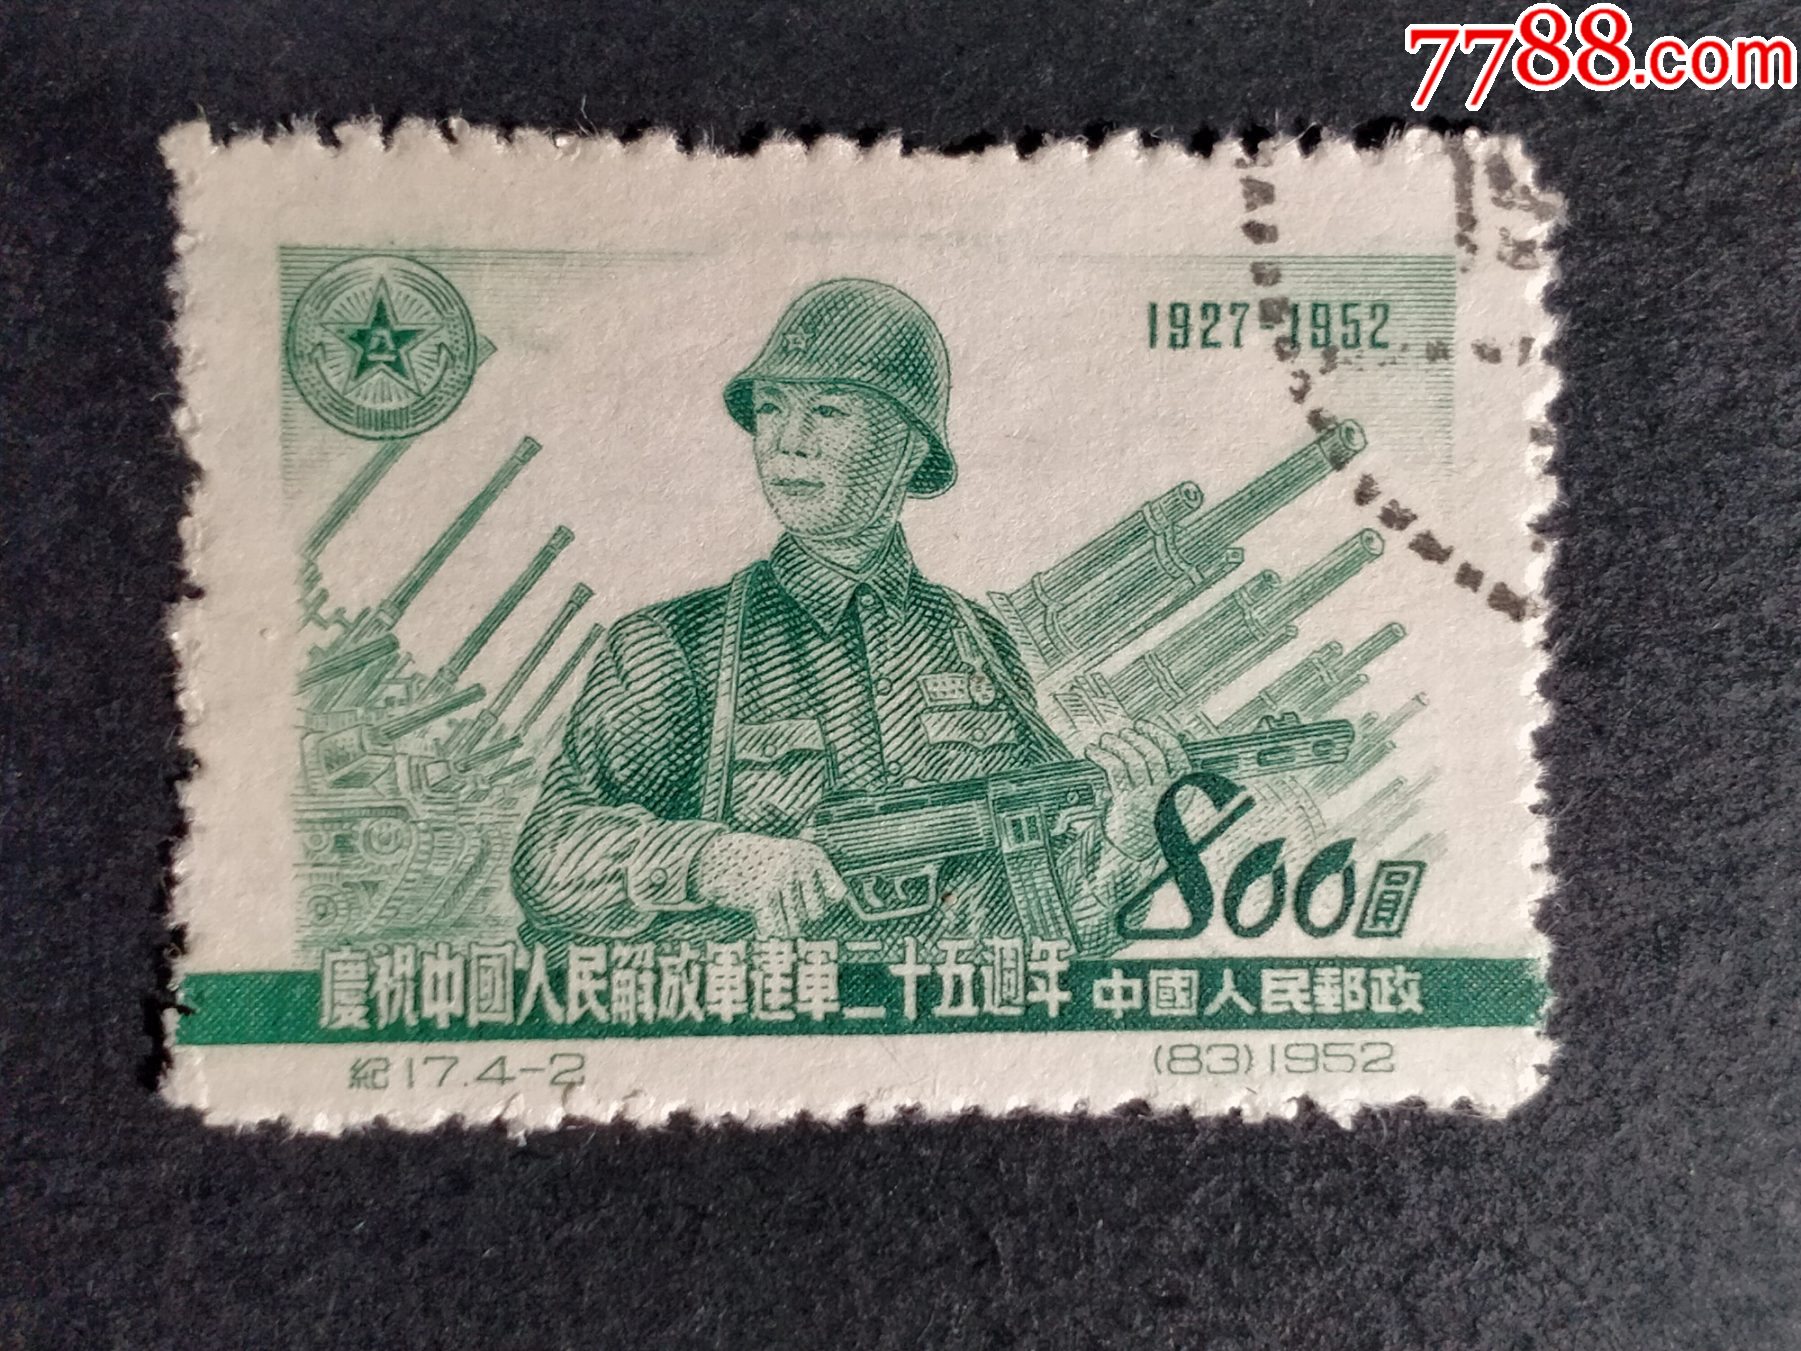 7788.com
1927-1952
800圓
慶祝中國人民解放軍建軍二十五週年 中國人民郵政
紀17.4-2 (83)1952